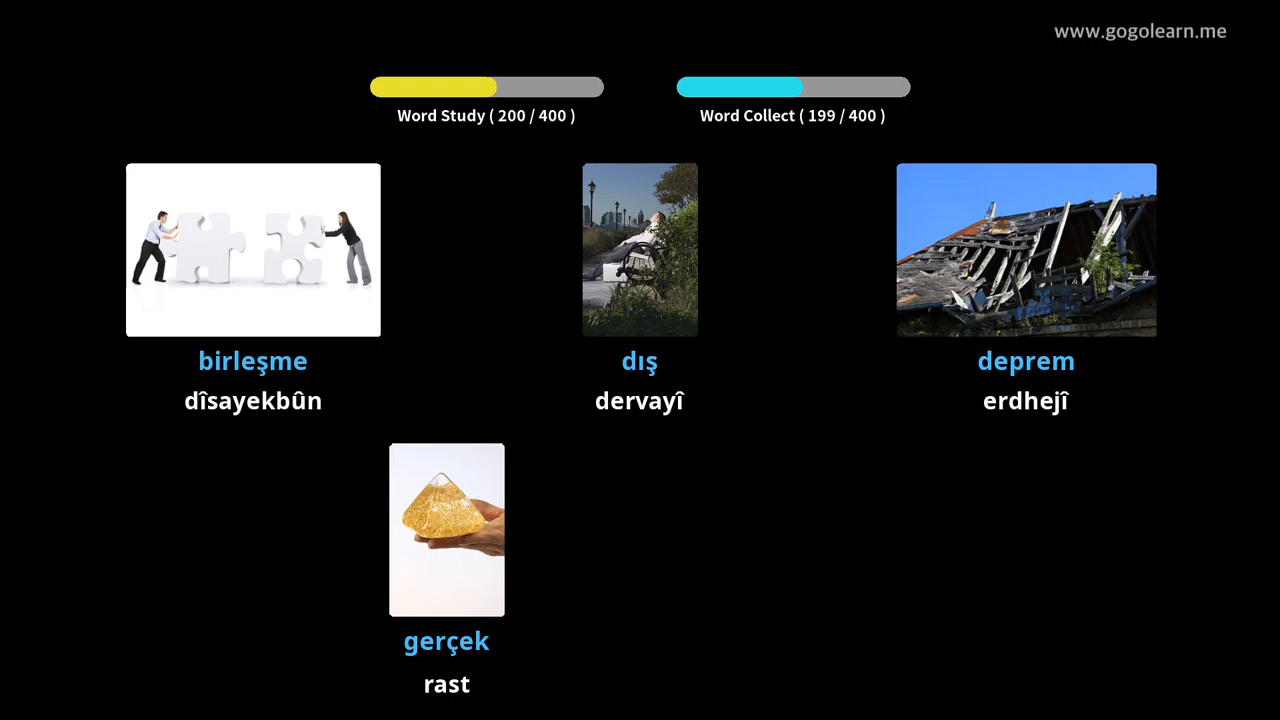 www.gogolearn.me
Word Study ( 200 / 400 )
Word Collect ( 199 / 400 )
birleşme
dîsayekbûn
dış
dervayî
deprem
erdhejî
gerçek
rast